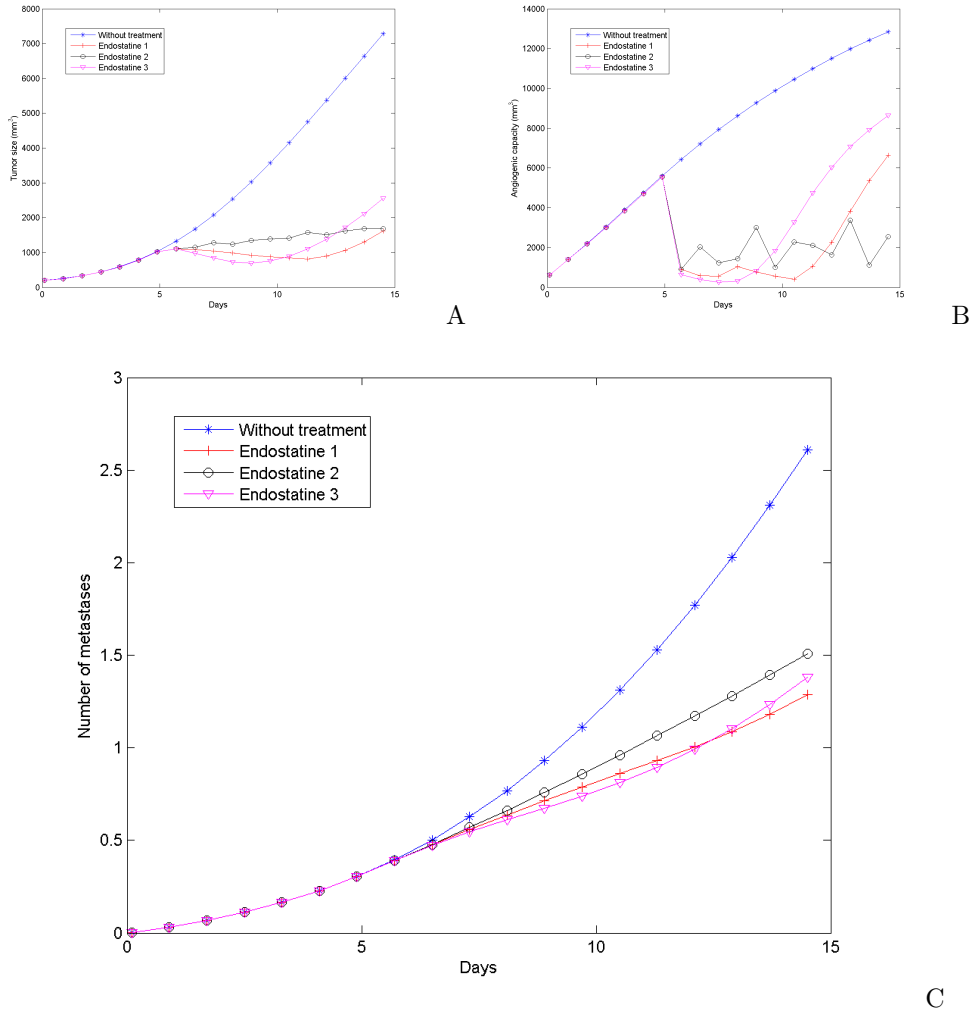 8000
7000
6000
5000
4000
3000
2000
1000
0
Tumor size (mm³)
Without treatment
Endostatine 1
Endostatine 2
Endostatine 3
0
5
10
15
Days
A
14000
12000
10000
8000
6000
4000
2000
0
Angiogenic capacity (mm³)
Without treatment
Endostatine 1
Endostatine 2
Endostatine 3
0
5
10
15
Days
B
3
2.5
2
1.5
1
0.5
0
Number of metastases
Without treatment
Endostatine 1
Endostatine 2
Endostatine 3
0
5
10
15
Days
C